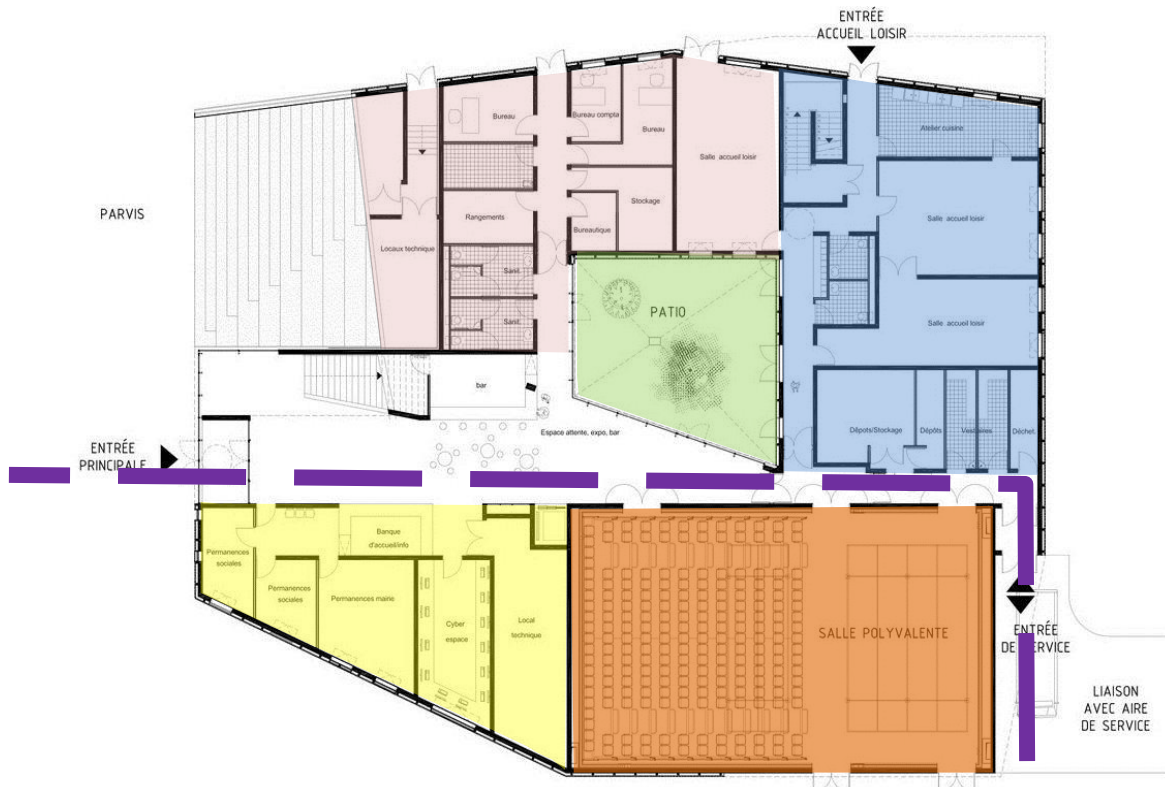 ENTRÉE
ACCUEIL LOISIR
Bureau
Bureau compta
Bureau
Atelier cuisine
Salle accueil loisir
PARVIS
Rangements
Stockage
Bureautique
Salle accueil loisir
Locaux technique
Sanit.
PATIO
Sanit.
Salle accueil loisir
bar
Espace attente, expo, bar
Dépots/Stockage
Dépôts
Vestiaires
Déchet.
ENTRÉE
PRINCIPALE
Banque
d'accueil/info
Permanences
sociales
Permanences
sociales
Permanences mairie
Cyber
espace
Local
technique
SALLE POLYVALENTE
ENTRÉE
DE SERVICE
LIAISON
AVEC AIRE
DE SERVICE